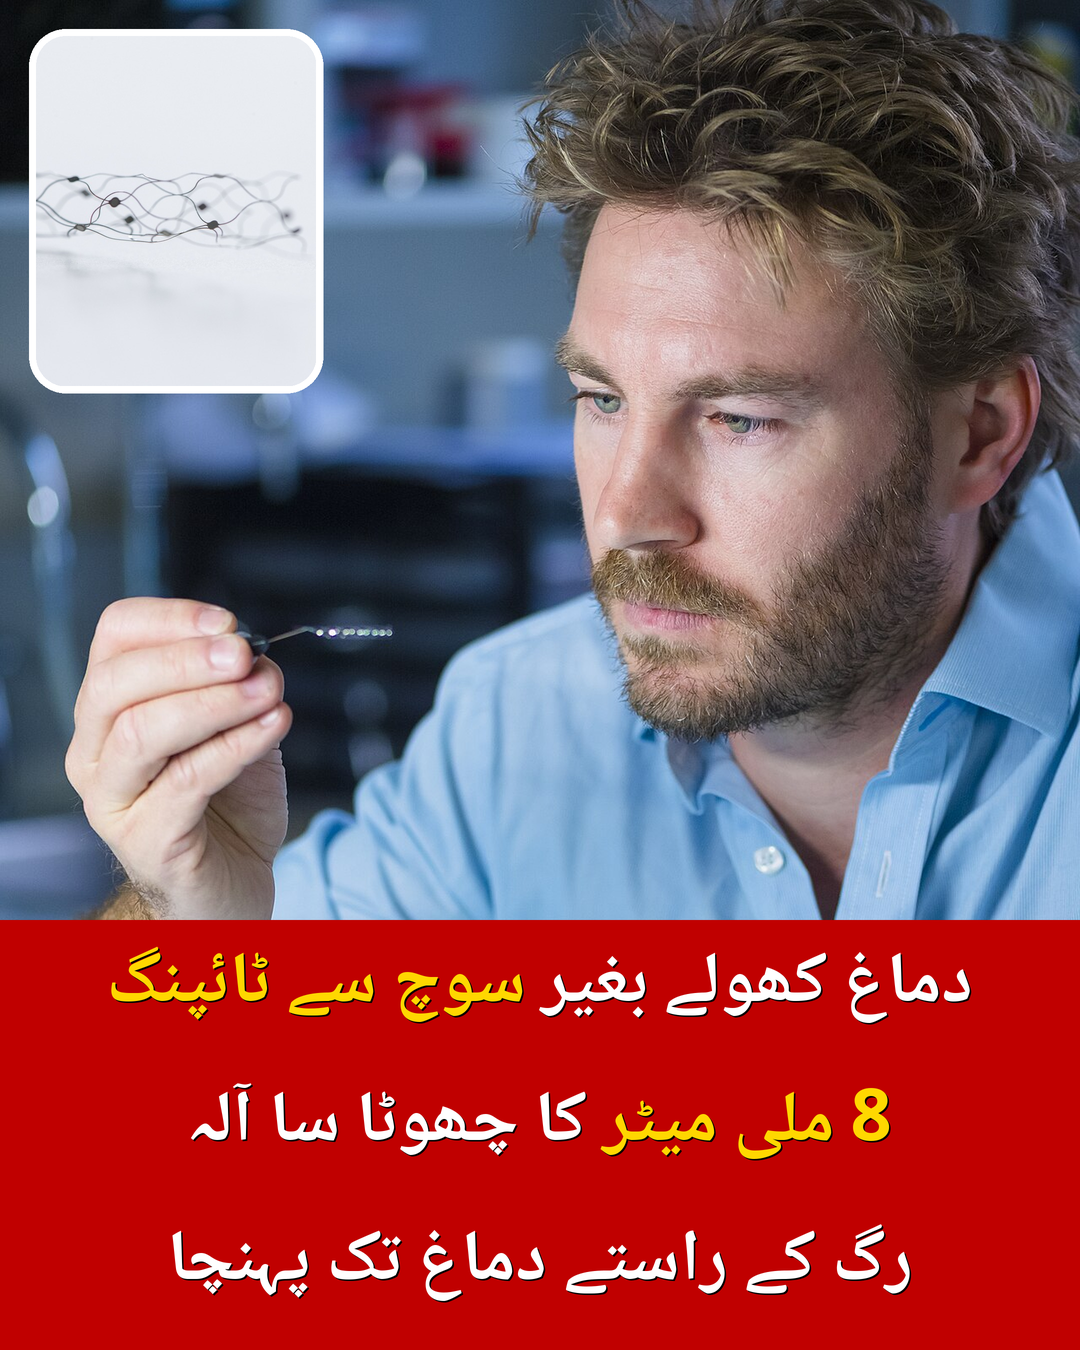 دماغ کھولے بغیر سوچ سے ٹائپنگ
8 ملی میٹر کا چھوٹا سا آلہ
رگ کے راستے دماغ تک پہنچا